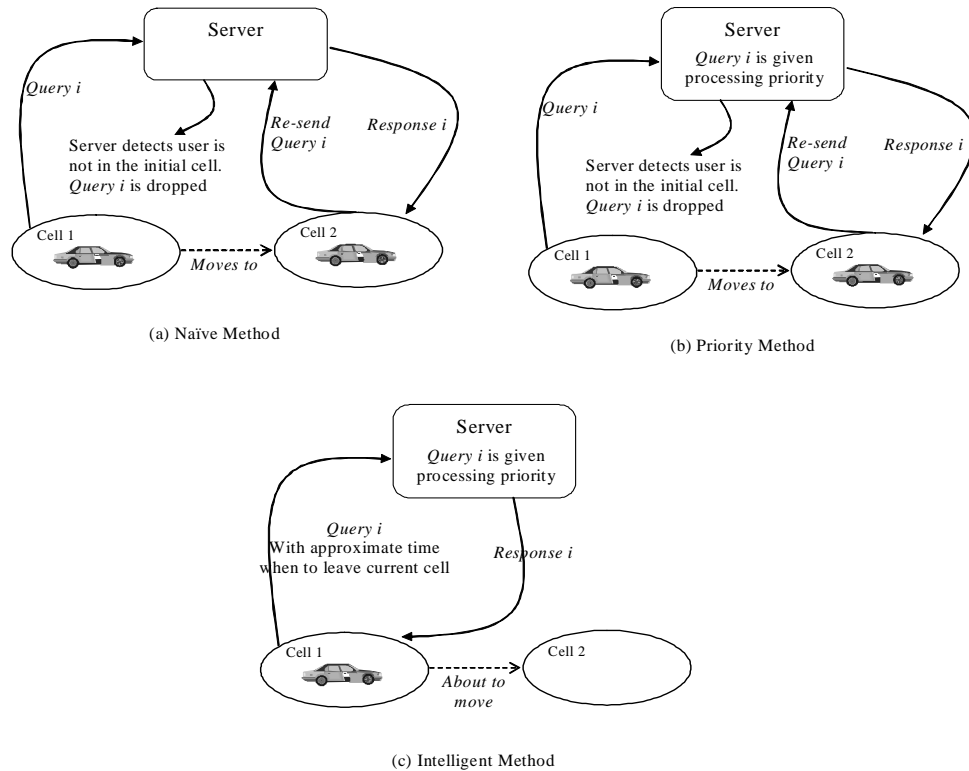 Server
Query i
Re-send
Query i
Response i
Server detects user is
not in the initial cell.
Query i is dropped
Cell 1
Moves to
Cell 2
(a) Naïve Method
Server
Query i is given
processing priority
Query i
Re-send
Query i
Response i
Server detects user is
not in the initial cell.
Query i is dropped
Cell 1
Moves to
Cell 2
(b) Priority Method
Server
Query i is given
processing priority
Query i
With approximate time
when to leave current cell
Response i
Cell 1
About to
move
Cell 2
(c) Intelligent Method